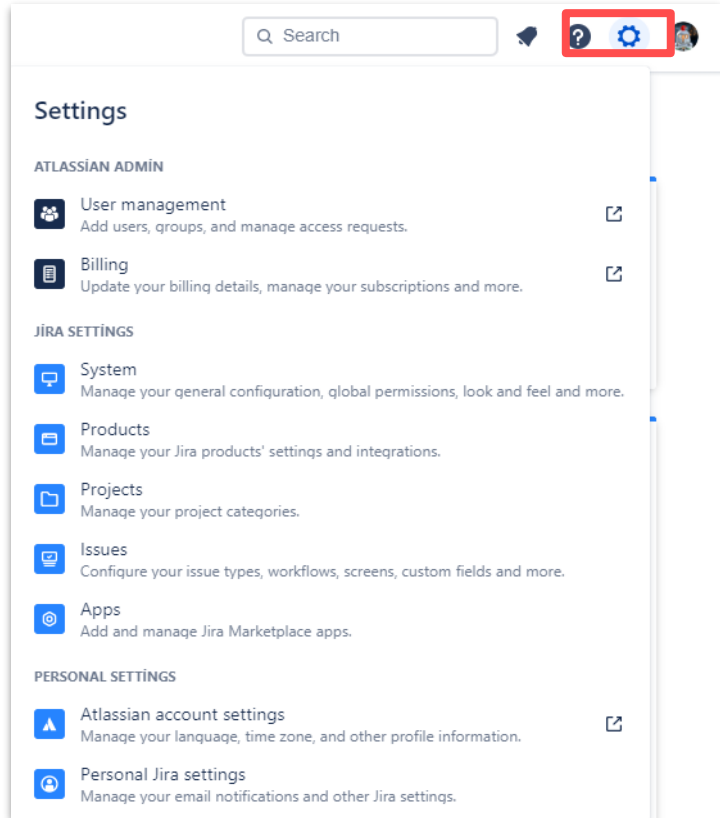 Search
?
Settings
ATLASSİAN ADMİN
User management
Add users, groups, and manage access requests.
Billing
Update your billing details, manage your subscriptions and more.
JİRA SETTİNGS
System
Manage your general configuration, global permissions, look and feel and more.
Products
Manage your Jira products' settings and integrations.
Projects
Manage your project categories.
Issues
Configure your issue types, workflows, screens, custom fields and more.
Apps
Add and manage Jira Marketplace apps.
PERSONAL SETTİNGS
Atlassian account settings
Manage your language, time zone, and other profile information.
Personal Jira settings
Manage your email notifications and other Jira settings.